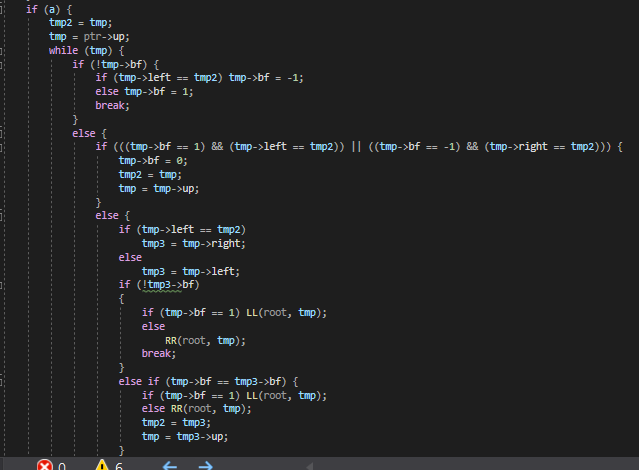 if (a) {
tmp2 = tmp;
tmp = ptr->up;
while (tmp) {
if (!tmp->bf) {
if (tmp->left == tmp2) tmp->bf = -1;
else tmp->bf = 1;
break;
}
else {
if (((tmp->bf == 1) && (tmp->left == tmp2)) || ((tmp->bf == -1) && (tmp->right == tmp2))) {
tmp->bf = 0;
tmp2 = tmp;
tmp = tmp->up;
}
else {
if (tmp->left == tmp2)
tmp3 = tmp->right;
else
tmp3 = tmp->left;
if (!tmp3->bf)
{
if (tmp->bf == 1) LL(root, tmp);
else
RR(root, tmp);
break;
}
else if (tmp->bf == tmp3->bf) {
if (tmp->bf == 1) LL(root, tmp);
else RR(root, tmp);
tmp2 = tmp3;
tmp = tmp3->up;
}
0 6